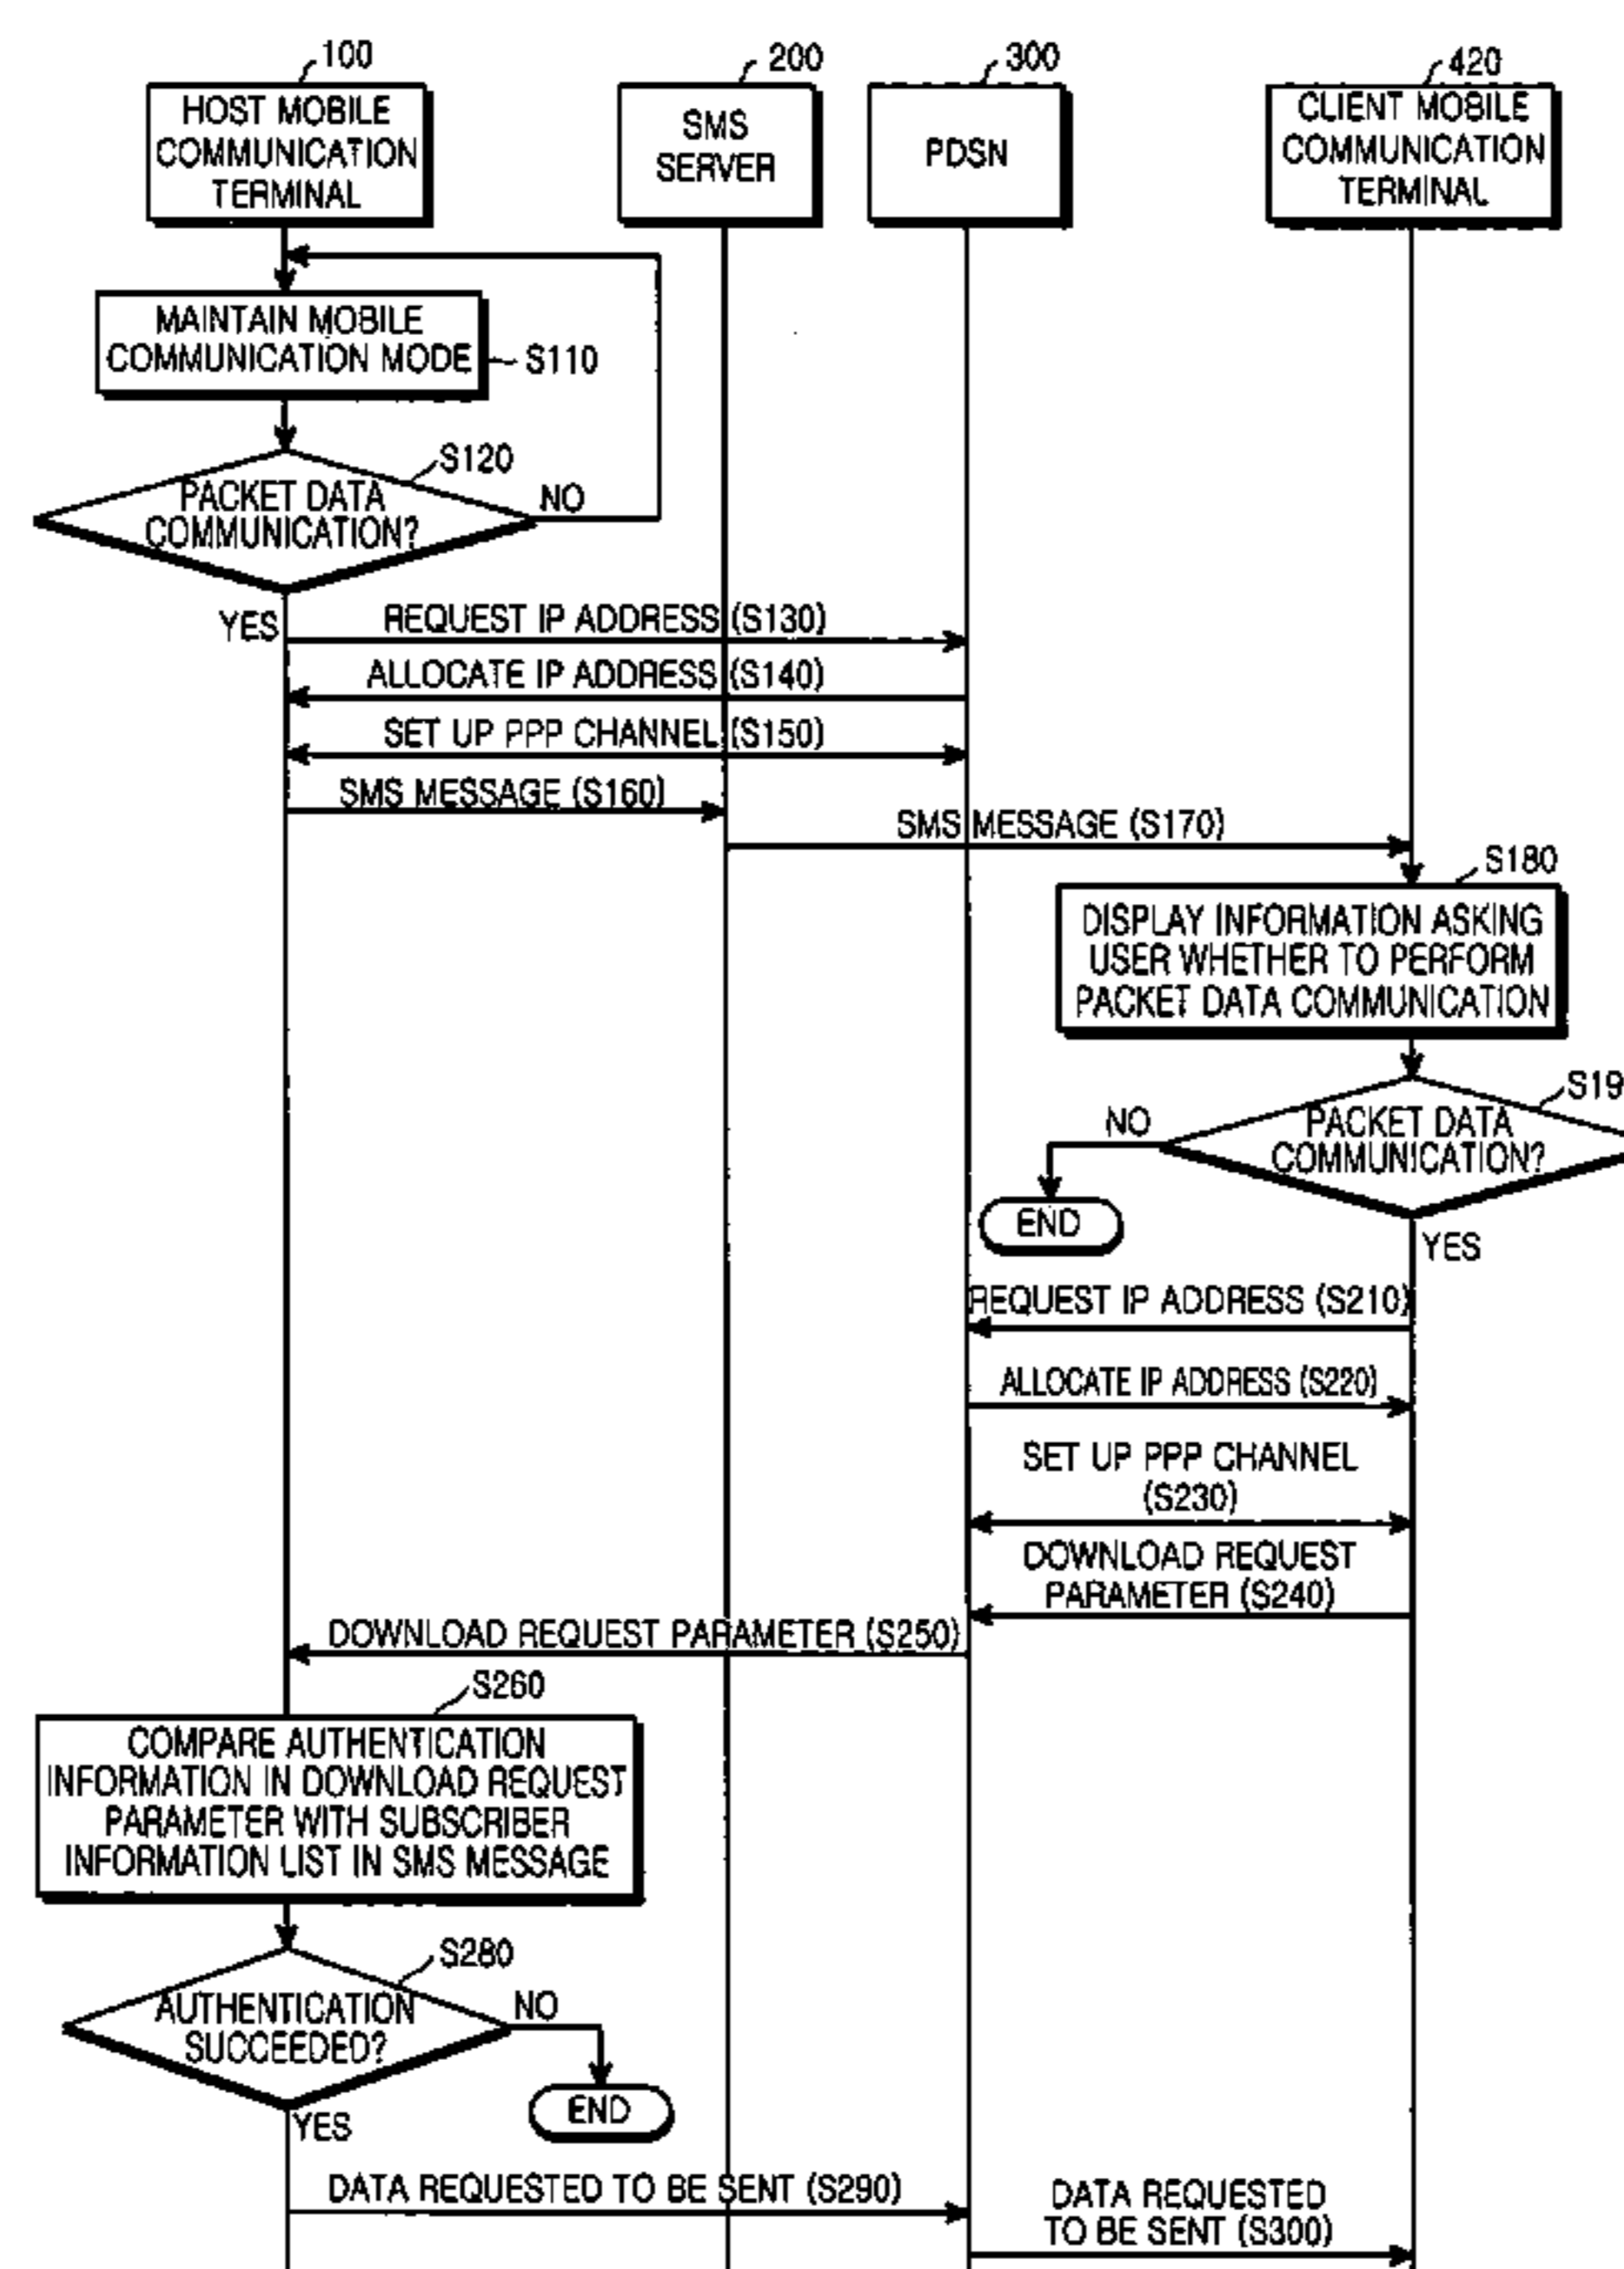 100
HOST MOBILE
COMMUNICATION
TERMINAL
200
SMS
SERVER
300
PDSN
420
CLIENT MOBILE
COMMUNICATION
TERMINAL
MAINTAIN MOBILE
COMMUNICATION MODE
S110
S120
PACKET DATA
COMMUNICATION?
NO
YES
REQUEST IP ADDRESS (S130)
ALLOCATE IP ADDRESS (S140)
SET UP PPP CHANNEL (S150)
SMS MESSAGE (S160)
SMS MESSAGE (S170)
S180
DISPLAY INFORMATION ASKING
USER WHETHER TO PERFORM
PACKET DATA COMMUNICATION
S19
PACKET DATA
COMMUNICATION?
NO
END
YES
REQUEST IP ADDRESS (S210)
ALLOCATE IP ADDRESS (S220)
SET UP PPP CHANNEL
(S230)
DOWNLOAD REQUEST
PARAMETER (S240)
DOWNLOAD REQUEST PARAMETER (S250)
S260
COMPARE AUTHENTICATION
INFORMATION IN DOWNLOAD REQUEST
PARAMETER WITH SUBSCRIBER
INFORMATION LIST IN SMS MESSAGE
S280
AUTHENTICATION
SUCCEEDED?
NO
END
YES
DATA REQUESTED TO BE SENT (S290)
DATA REQUESTED
TO BE SENT (S300)